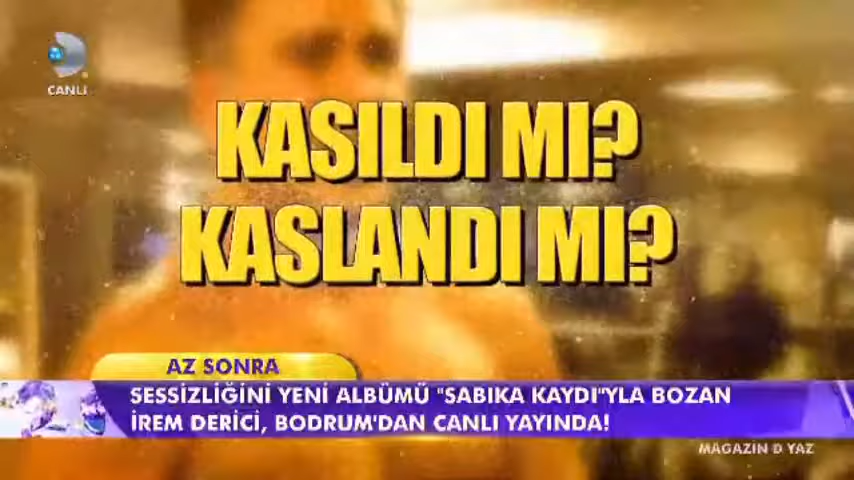 CANLI
KASILDI MI?
KASLANDI MI?
AZ SONRA
SESSİZLİĞİNİ YENİ ALBÜMÜ "SABIKA KAYDI"YLA BOZAN
İREM DERİCİ, BODRUM'DAN CANLI YAYINDA!
MAGAZİN D YAZ